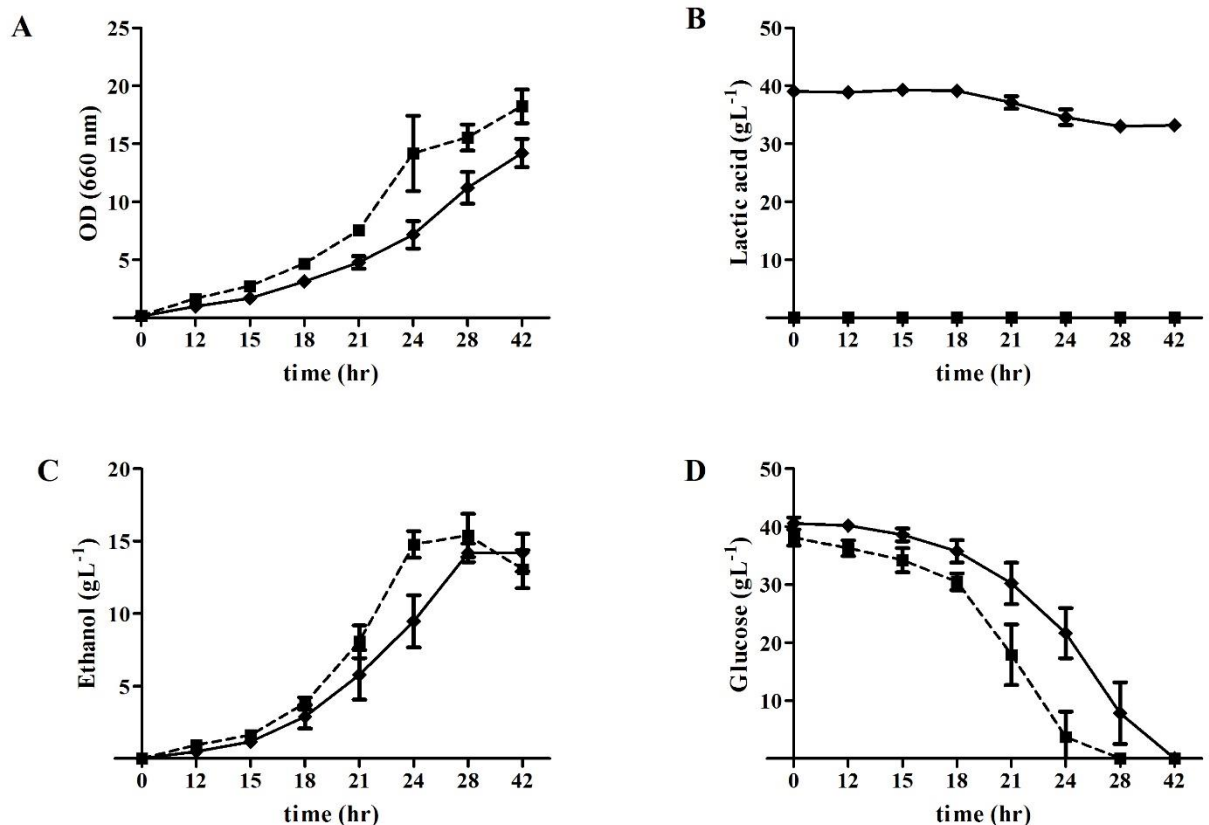 A
OD (660 nm)
25
20
15
10
5
0 12 15 18 21 24 28 42
time (hr)
B
Lactic acid (gL⁻¹)
50
40
30
20
10
0 12 15 18 21 24 28 42
time (hr)
C
Ethanol (gL⁻¹)
20
15
10
5
0 12 15 18 21 24 28 42
time (hr)
D
Glucose (gL⁻¹)
50
40
30
20
10
0 12 15 18 21 24 28 42
time (hr)